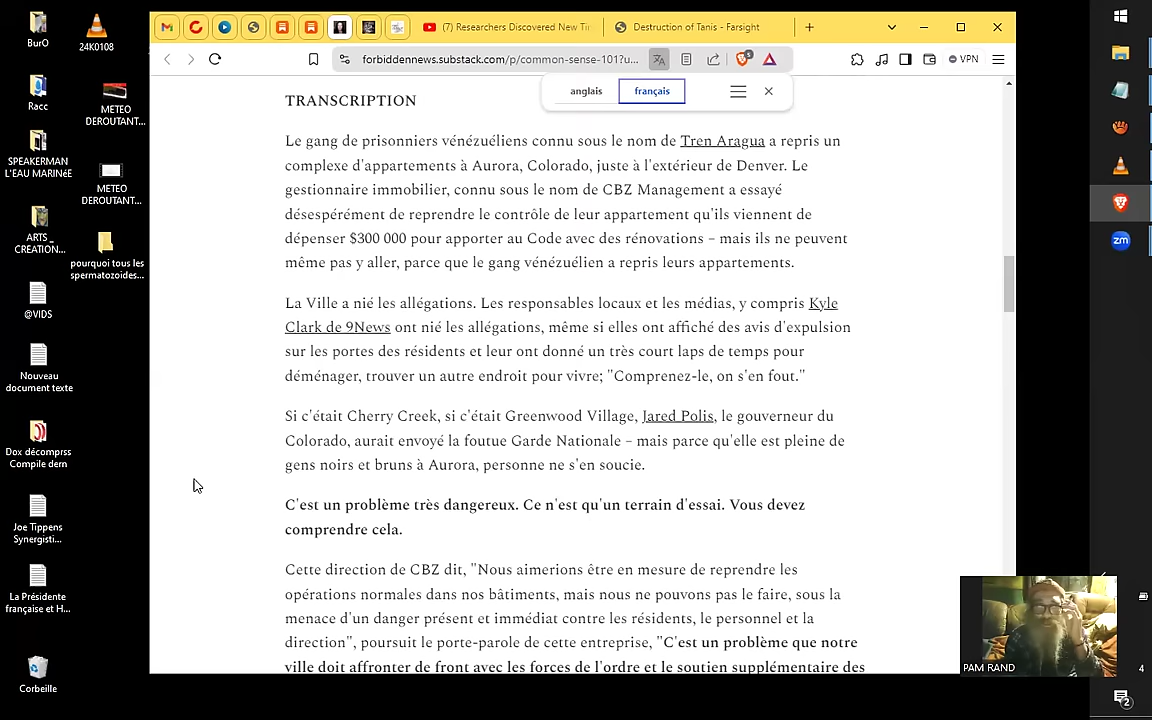 (7) Researchers Discovered New Ti
Destruction of Tanis - Farsight
forbiddennews.substack.com/p/common-sense-101?u...
5
VPN
anglais
français
TRANSCRIPTION
Le gang de prisonniers vénézuéliens connu sous le nom de Tren Aragua a repris un
complexe d'appartements à Aurora, Colorado, juste à l'extérieur de Denver. Le
gestionnaire immobilier, connu sous le nom de CBZ Management a essayé
désespérément de reprendre le contrôle de leur appartement qu'ils viennent de
dépenser $300 000 pour apporter au Code avec des rénovations – mais ils ne peuvent
même pas y aller, parce que le gang vénézuélien a repris leurs appartements.
La Ville a nié les allégations. Les responsables locaux et les médias, y compris Kyle
Clark de 9News ont nié les allégations, même si elles ont affiché des avis d'expulsion
sur les portes des résidents et leur ont donné un très court laps de temps pour
déménager, trouver un autre endroit pour vivre; "Comprenez-le, on s'en fout."
Si c'était Cherry Creek, si c'était Greenwood Village, Jared Polis, le gouverneur du
Colorado, aurait envoyé la foutue Garde Nationale – mais parce qu'elle est pleine de
gens noirs et bruns à Aurora, personne ne s'en soucie.
C'est un problème très dangereux. Ce n'est qu'un terrain d'essai. Vous devez
comprendre cela.
Cette direction de CBZ dit, "Nous aimerions être en mesure de reprendre les
opérations normales dans nos bâtiments, mais nous ne pouvons pas le faire, sous la
menace d'un danger présent et immédiat contre les résidents, le personnel et la
direction", poursuit le porte-parole de cette entreprise, "C'est un problème que notre
ville doit affronter de front avec les forces de l'ordre et le soutien supplémentaire des
BurO
24K0108
Racc
METEO
DEROUTANT...
SPEAKERMAN
L'EAU MARINéE
METEO
DEROUTANT...
ARTS _
CREATION...
pourquoi tous les
spermatozoides...
@VIDS
Nouveau
document texte
Dox décomprss
Compile dern
Joe Tippens
Synergisti...
La Présidente
française et H...
Corbeille
zm
PAM RAND
4
2